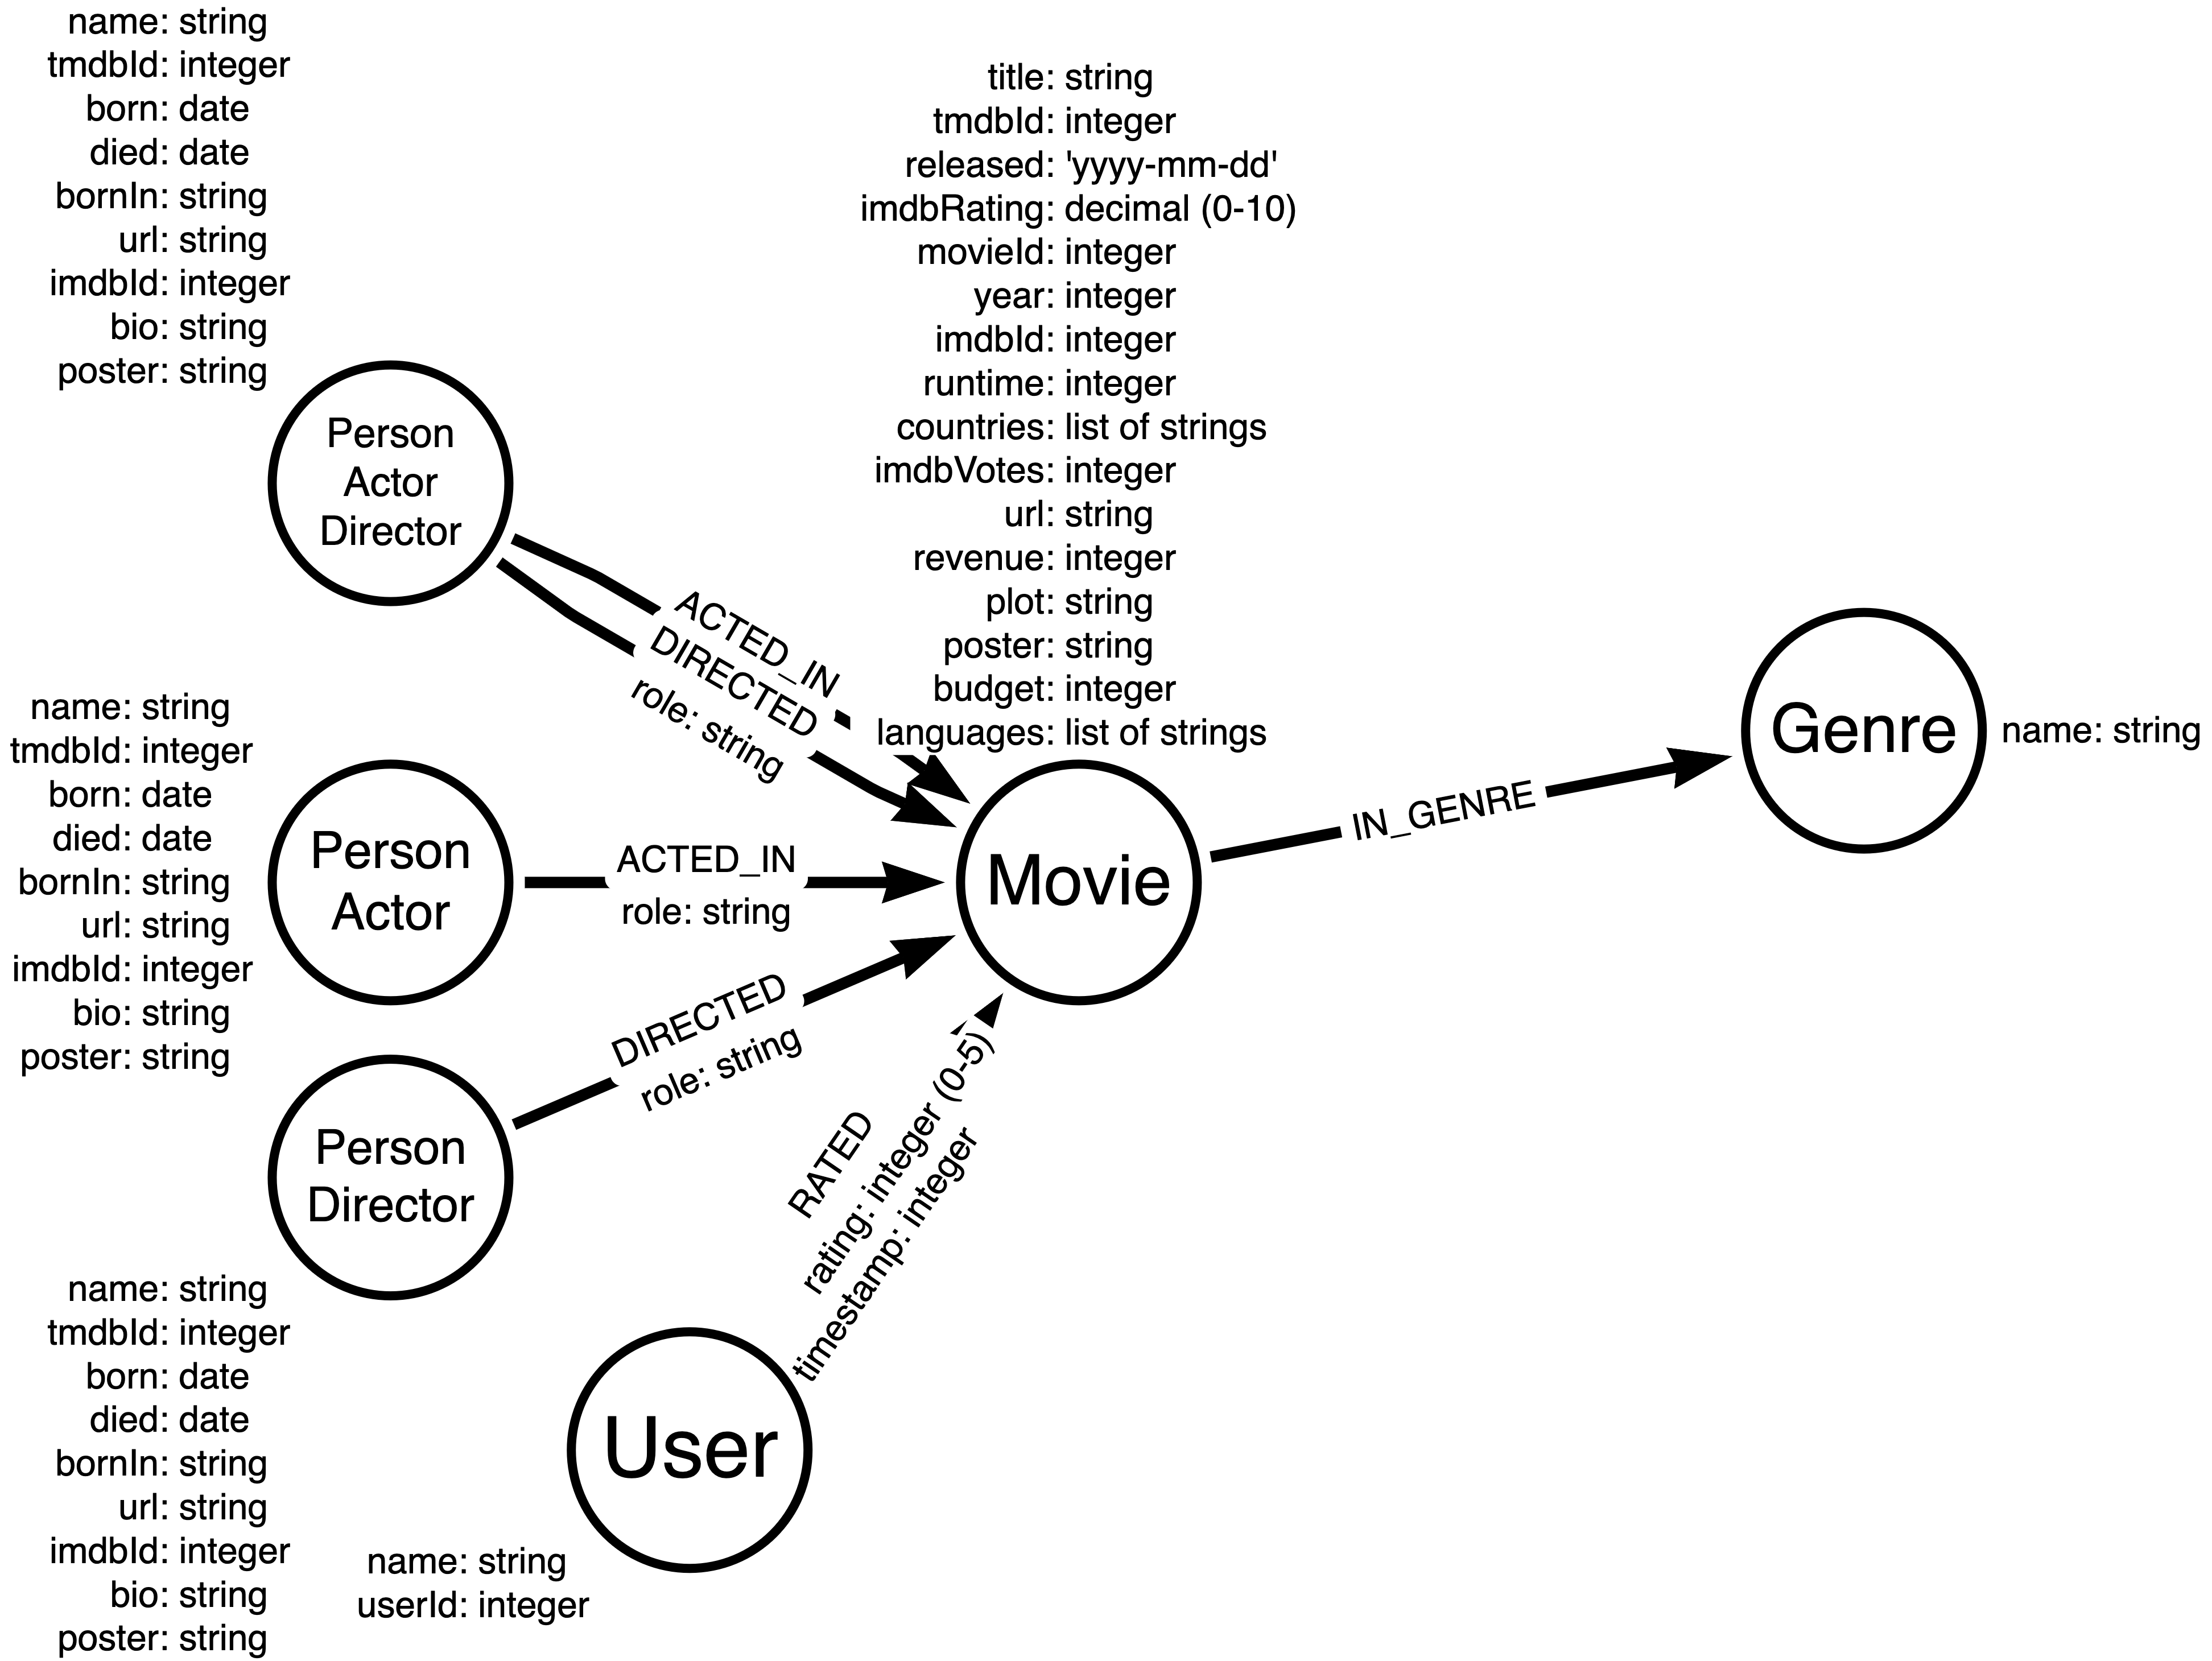 name: string
tmdbId: integer
born: date
died: date
bornIn: string
url: string
imdbId: integer
bio: string
poster: string
Person
Actor
Director
title: string
tmdbId: integer
released: 'yyyy-mm-dd'
imdbRating: decimal (0-10)
movieId: integer
year: integer
imdbId: integer
runtime: integer
countries: list of strings
imdbVotes: integer
url: string
revenue: integer
plot: string
poster: string
budget: integer
languages: list of strings
ACTED_IN
DIRECTED
role: string
name: string
tmdbId: integer
born: date
died: date
bornIn: string
url: string
imdbId: integer
bio: string
poster: string
Person
Actor
ACTED_IN
role: string
Movie
IN_GENRE
Genre
name: string
DIRECTED
role: string
Person
Director
name: string
tmdbId: integer
born: date
died: date
bornIn: string
url: string
imdbId: integer
bio: string
poster: string
RATED
rating: integer (0-5)
timestamp: integer
User
name: string
userId: integer